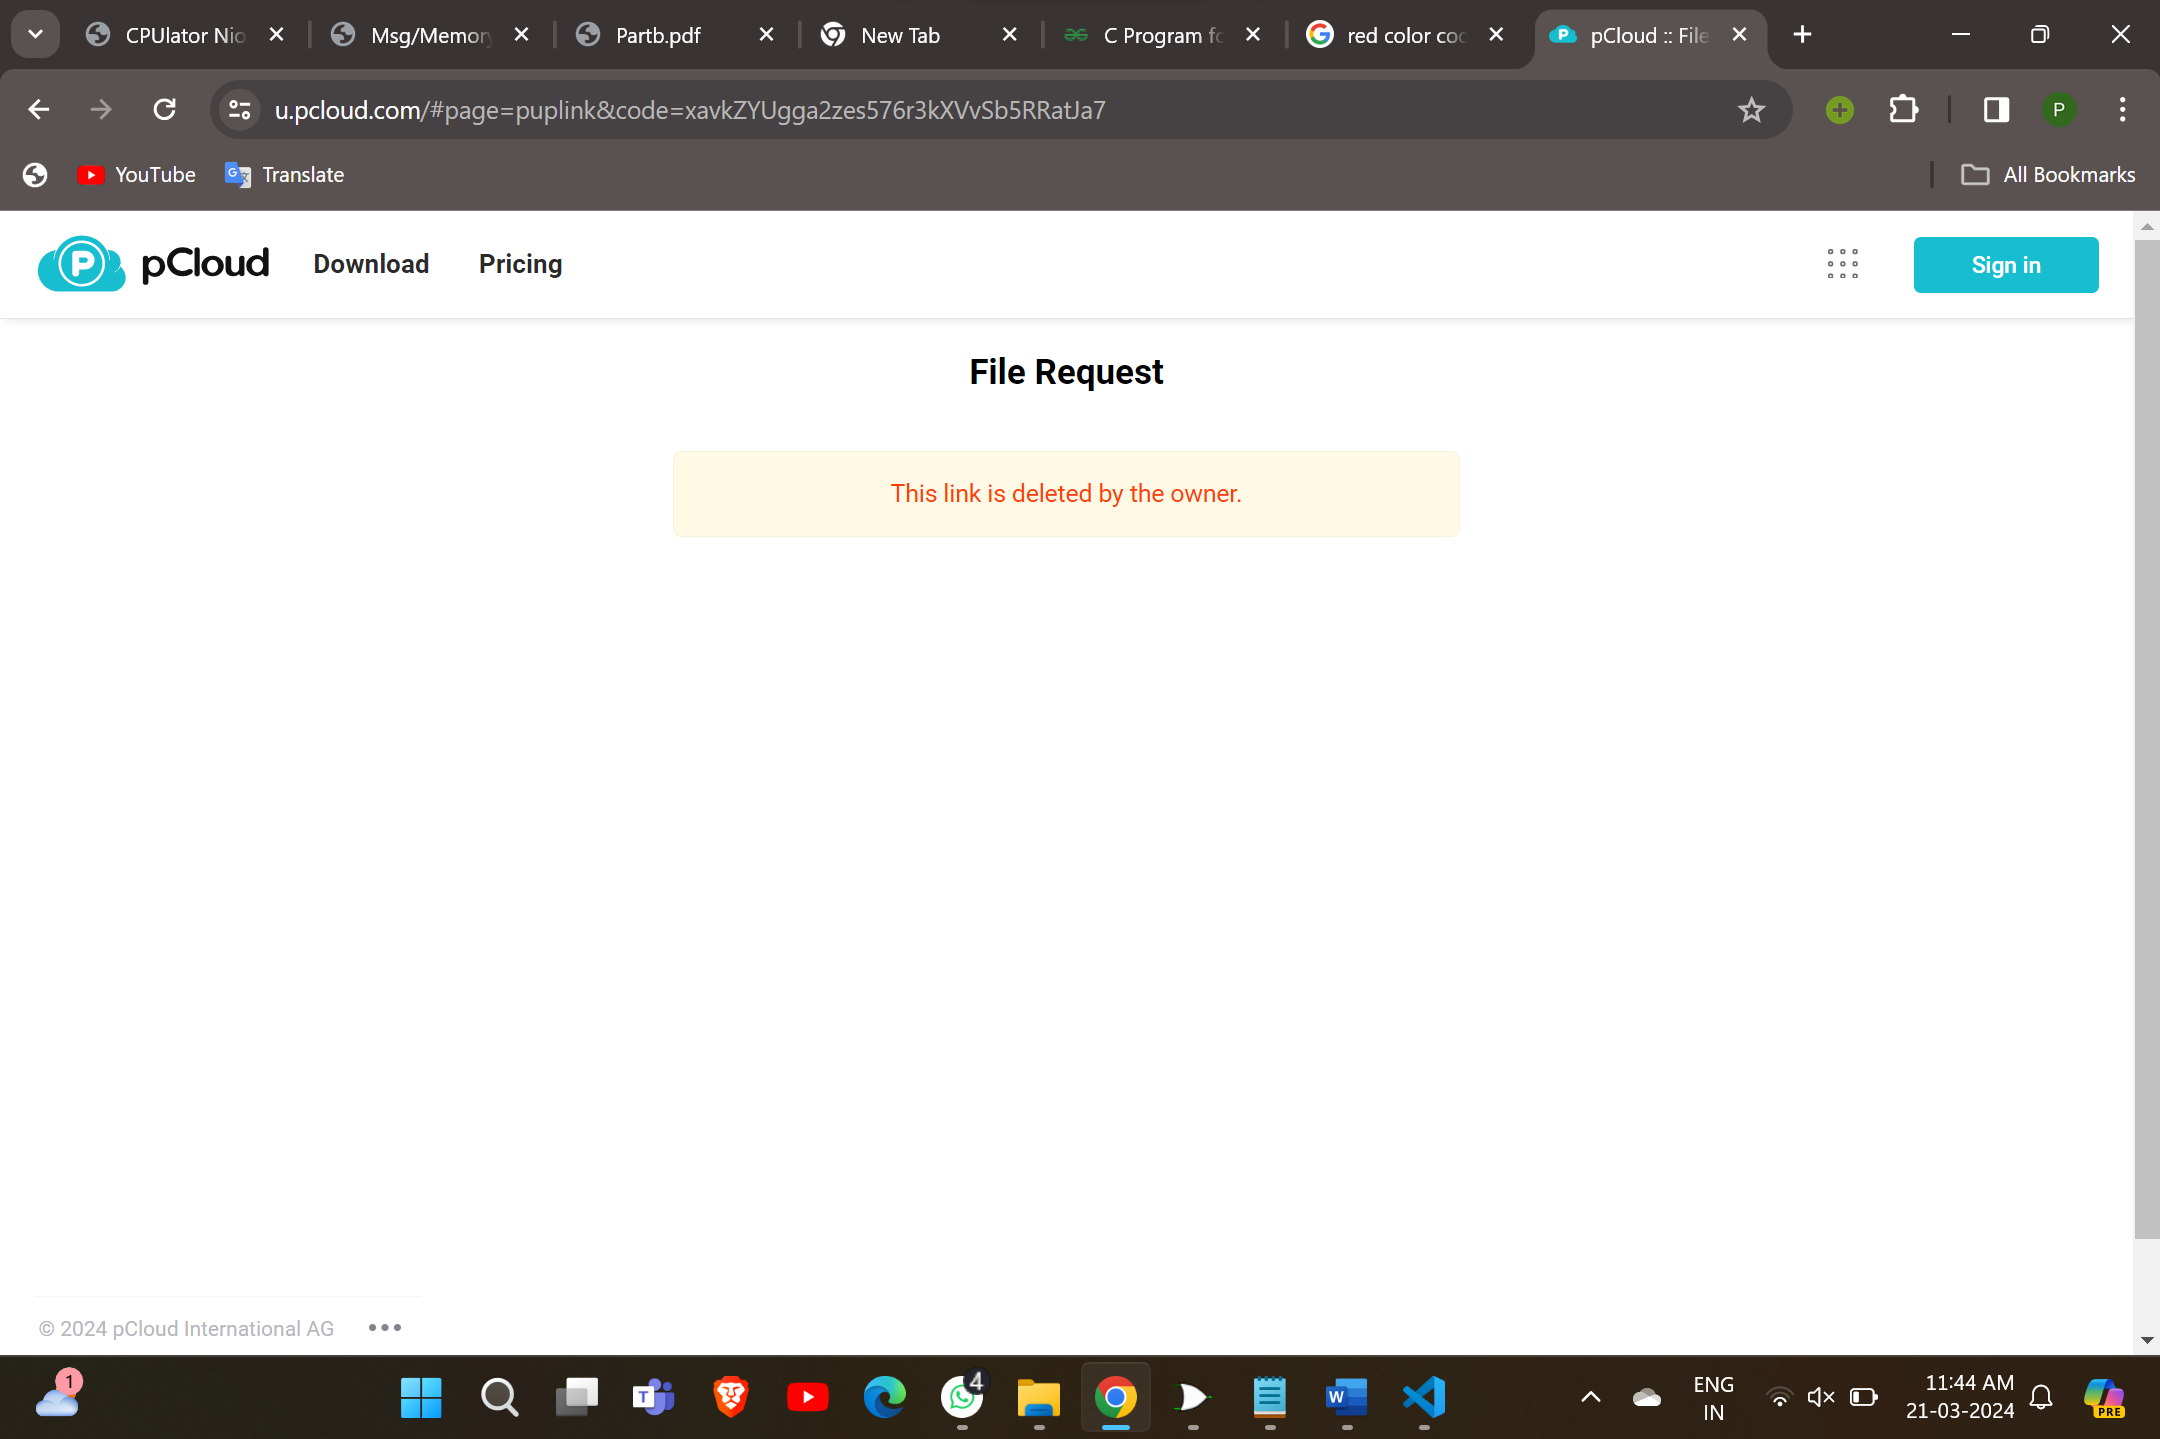 CPUlator Nio
Msg/Memory
Partb.pdf
New Tab
C Program fo
red color coc
pCloud :: File
u.pcloud.com/#page=puplink&code=xavkZYUgga2zes576r3kXVvSb5RRatJa7
P
YouTube
Translate
All Bookmarks
P pCloud
Download
Pricing
Sign in
File Request
This link is deleted by the owner.
© 2024 pCloud International AG
1
4
ENG
IN
11:44 AM
21-03-2024
PRE